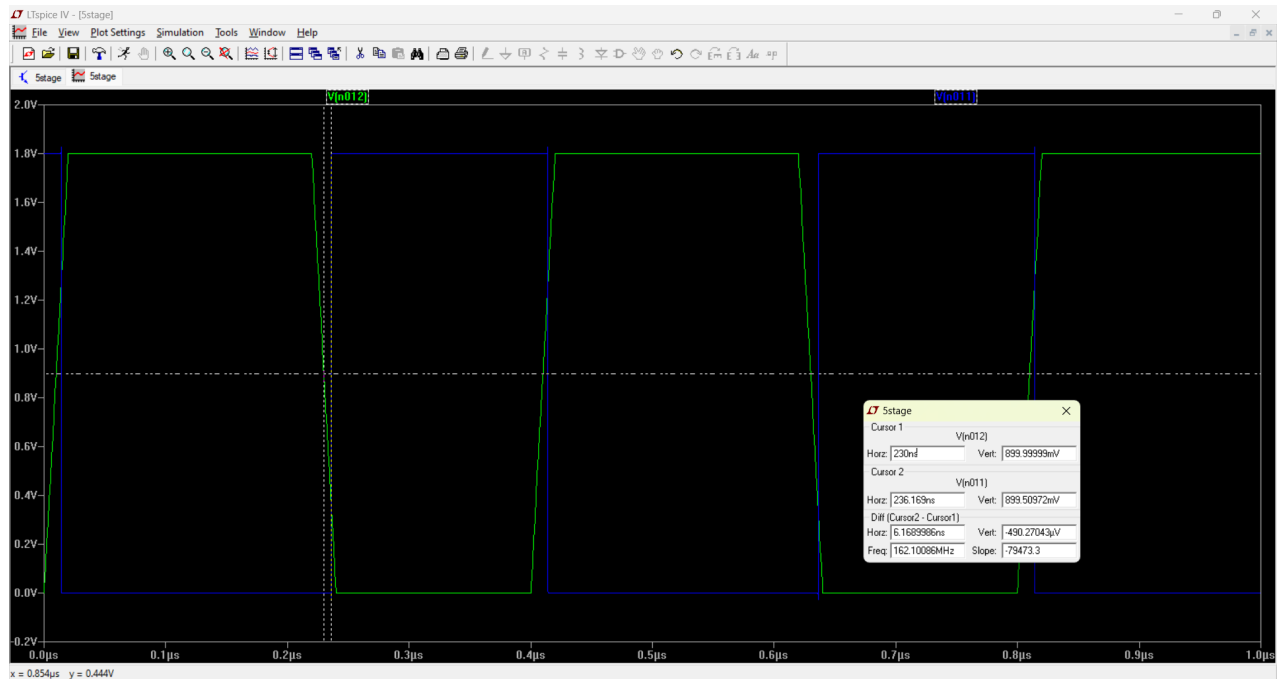 LTspice IV - [5stage]
File View Plot Settings Simulation Tools Window Help
5stage 5stage
V(n012) V(n011)
2.0V
1.8V
1.6V
1.4V
1.2V
1.0V
0.8V
0.6V
0.4V
0.2V
0.0V
-0.2V
0.0µs 0.1µs 0.2µs 0.3µs 0.4µs 0.5µs 0.6µs 0.7µs 0.8µs 0.9µs 1.0µs
5stage
Cursor 1
V(n012)
Horz: 230ns Vert: 899.99999mV
Cursor 2
V(n011)
Horz: 236.169ns Vert: 899.50972mV
Diff (Cursor2 - Cursor1)
Horz: 6.1689986ns Vert: -490.27043µV
Freq: 162.10086MHz Slope: -79473.3
x = 0.854µs y = 0.444V